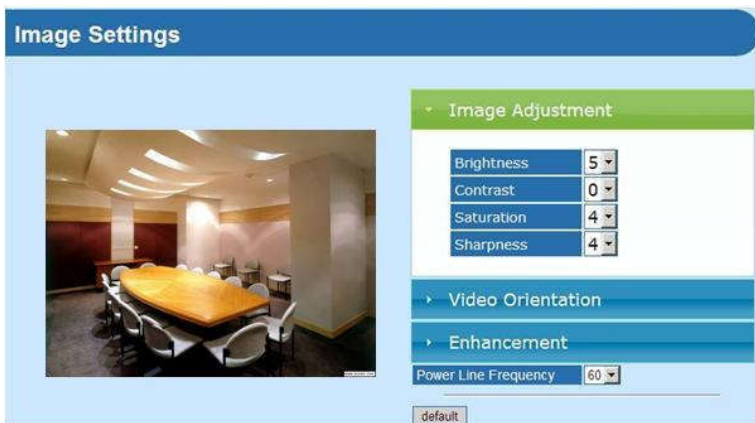 Image Settings
Image Adjustment
Brightness 5
Contrast 0
Saturation 4
Sharpness 4
Video Orientation
Enhancement
Power Line Frequency 60
default